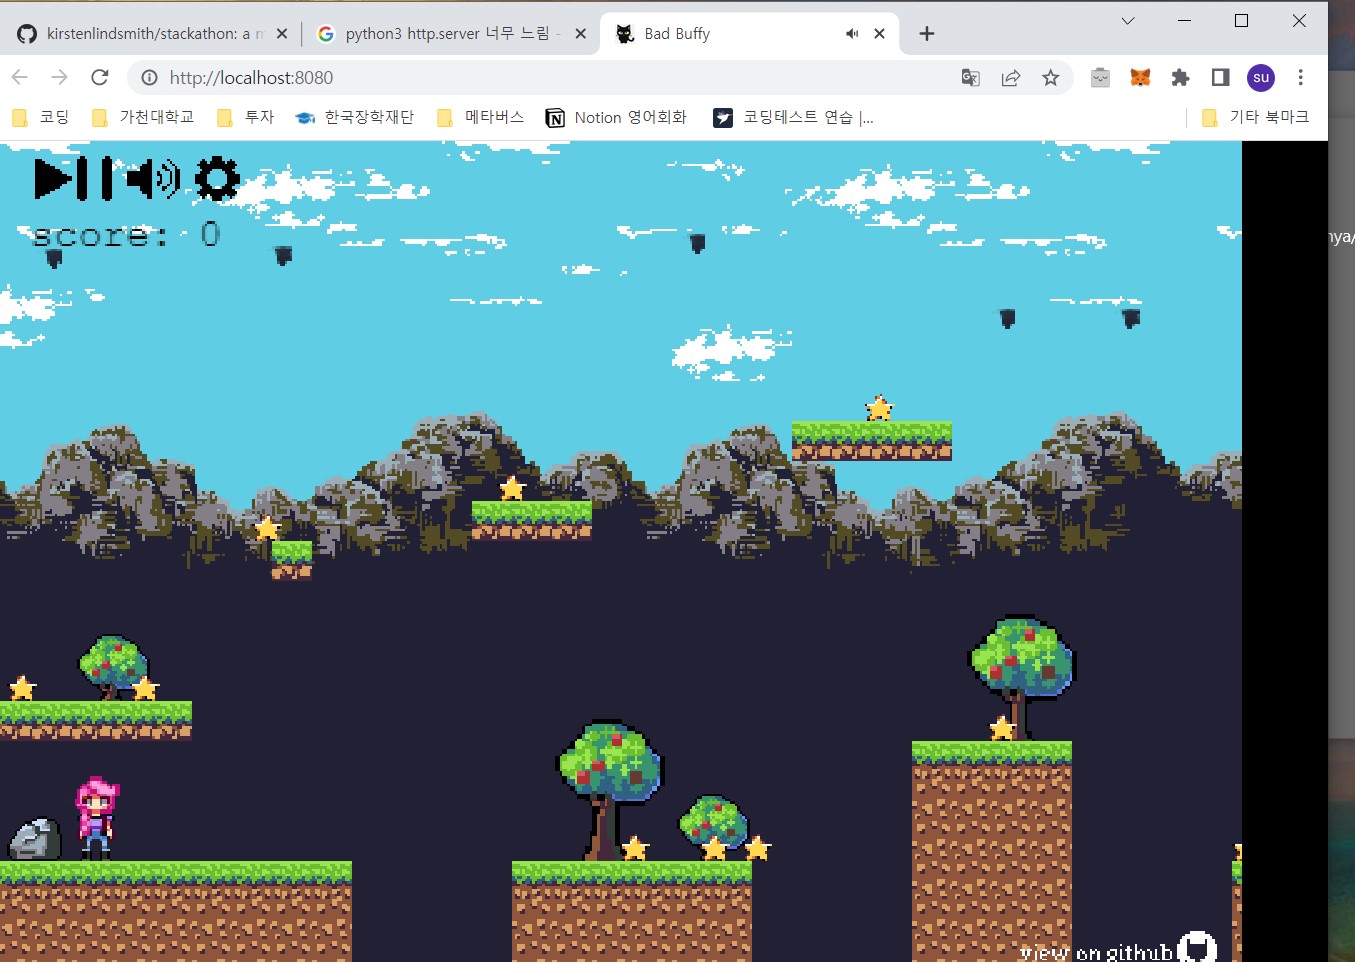 kirstenlindsmith/stackathon: a m
python3 http.server 너무 느림 -
Bad Buffy
http://localhost:8080
su
코딩
가천대학교
투자
한국장학재단
메타버스
Notion 영어회화
코딩테스트 연습 |...
기타 북마크
score: 0
nya/
view on github